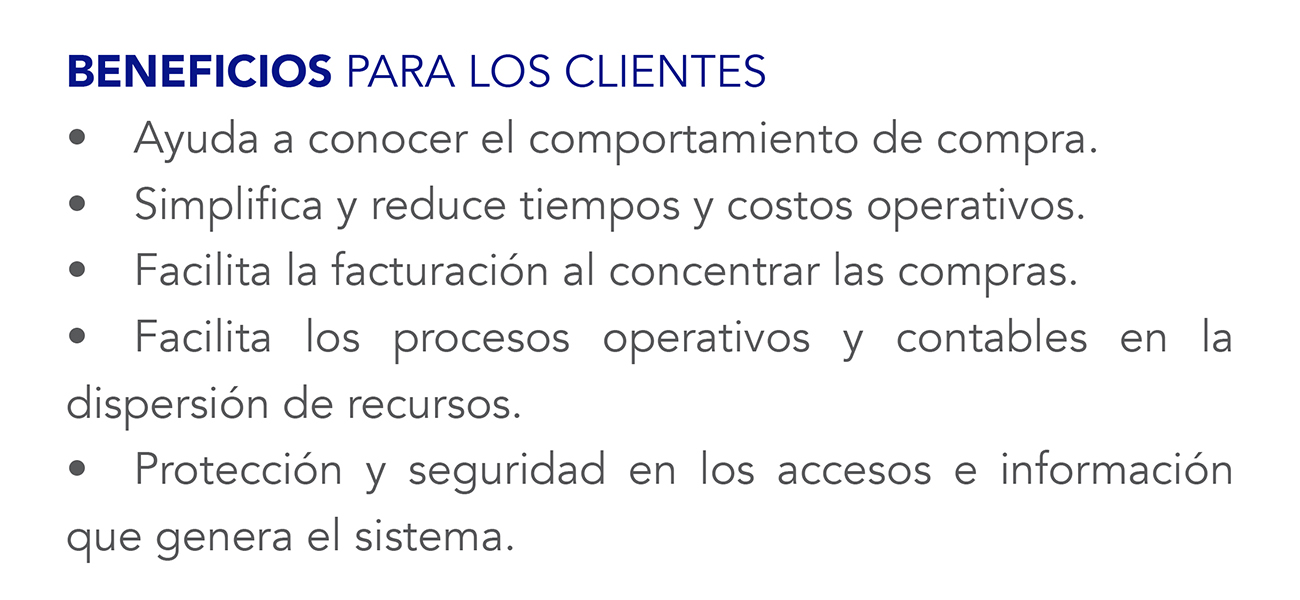 BENEFICIOS PARA LOS CLIENTES
• Ayuda a conocer el comportamiento de compra.
• Simplifica y reduce tiempos y costos operativos.
• Facilita la facturación al concentrar las compras.
• Facilita los procesos operativos y contables en la
dispersión de recursos.
• Protección y seguridad en los accesos e información
que genera el sistema.